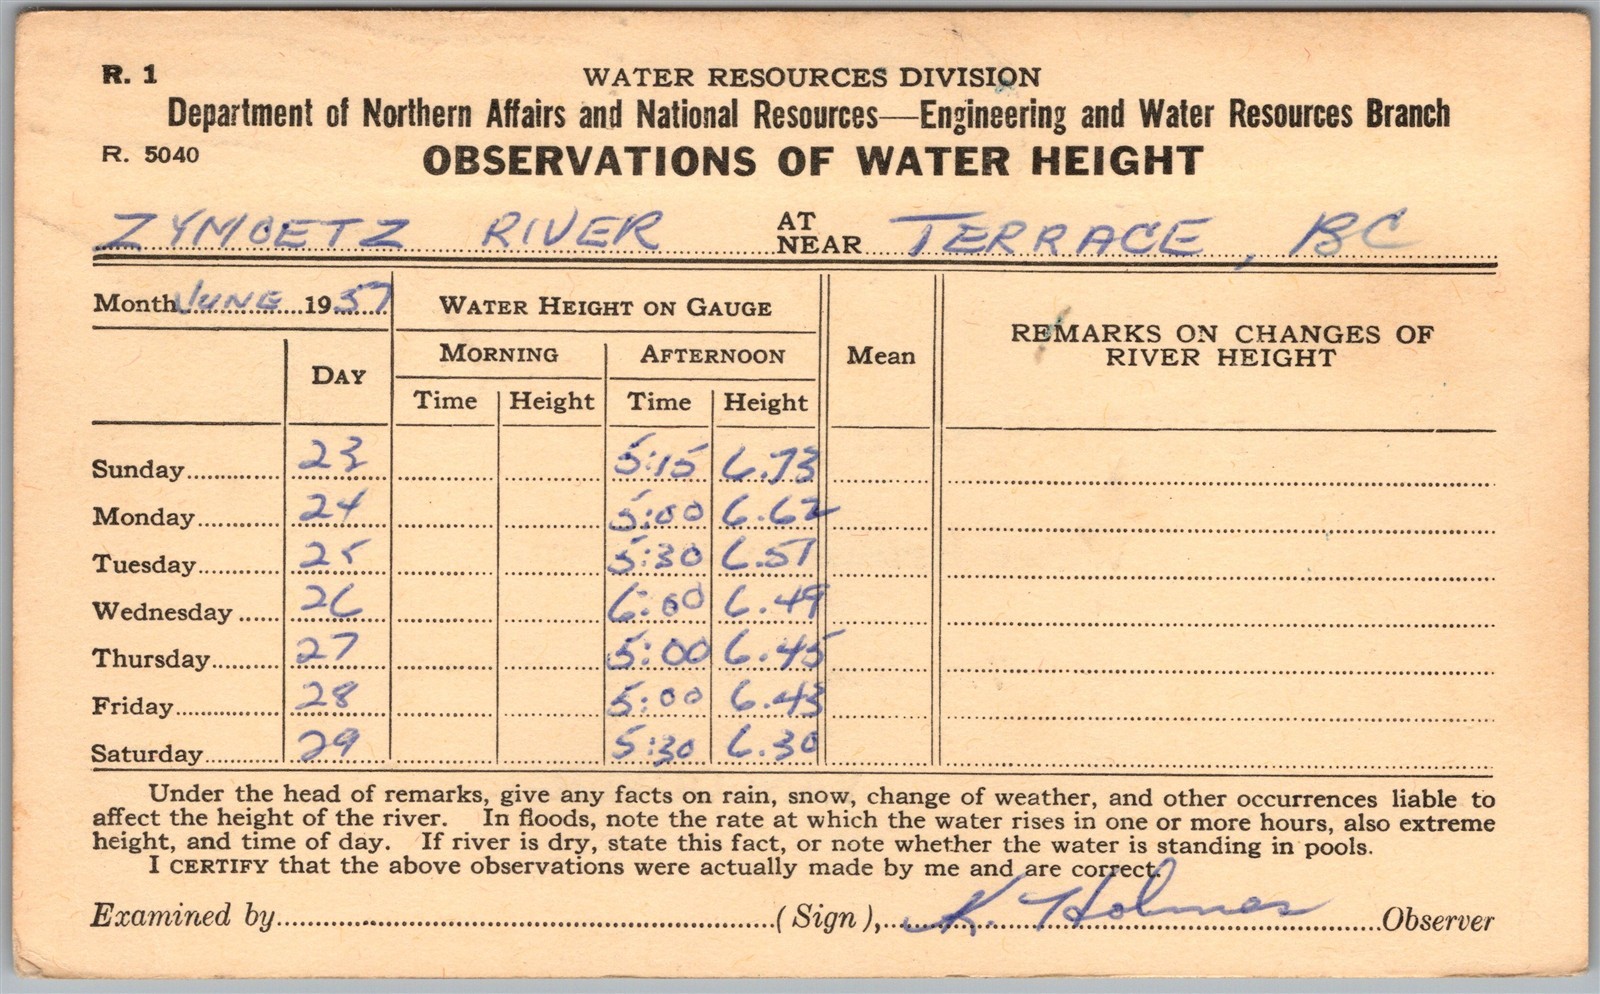 R. 1
WATER RESOURCES DIVISION
Department of Northern Affairs and National Resources—Engineering and Water Resources Branch
R. 5040
OBSERVATIONS OF WATER HEIGHT
ZYMOETZ RIVER AT NEAR TERRACE, BC
Month JUNE 1957 WATER HEIGHT ON GAUGE
REMARKS ON CHANGES OF RIVER HEIGHT
DAY MORNING AFTERNOON Mean
Time Height Time Height
Sunday 23 5:15 6.73
Monday 24 5:00 6.62
Tuesday 25 5:30 6.57
Wednesday 26 6:00 6.49
Thursday 27 5:00 6.45
Friday 28 5:00 6.43
Saturday 29 5:30 6.30
Under the head of remarks, give any facts on rain, snow, change of weather, and other occurrences liable to
affect the height of the river. In floods, note the rate at which the water rises in one or more hours, also extreme
height, and time of day. If river is dry, state this fact, or note whether the water is standing in pools.
I CERTIFY that the above observations were actually made by me and are correct.
Examined by (Sign), K. Holmes Observer